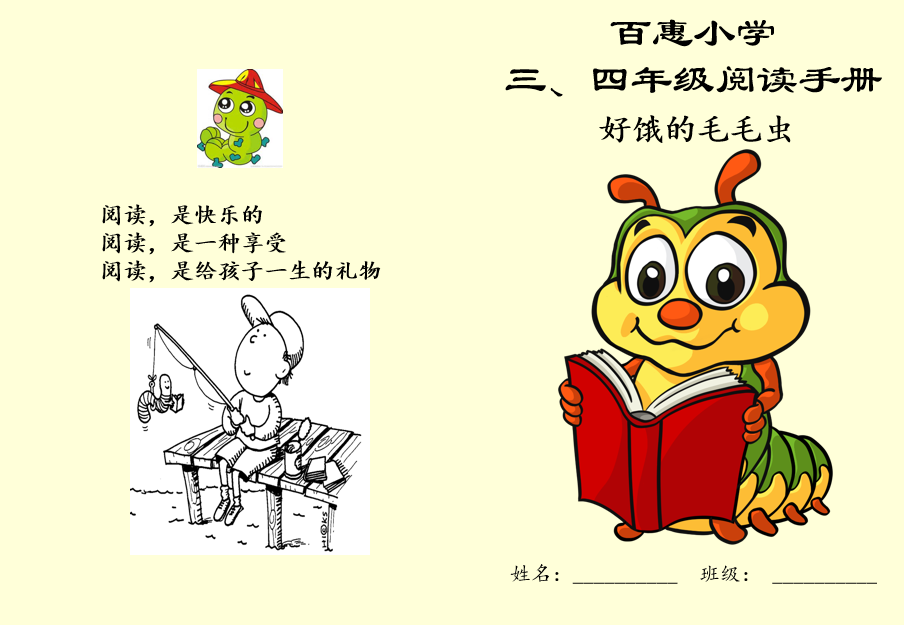 百惠小学
三、四年级阅读手册
好饿的毛毛虫
阅读，是快乐的
阅读，是一种享受
阅读，是给孩子一生的礼物
姓名：__________ 班级： __________